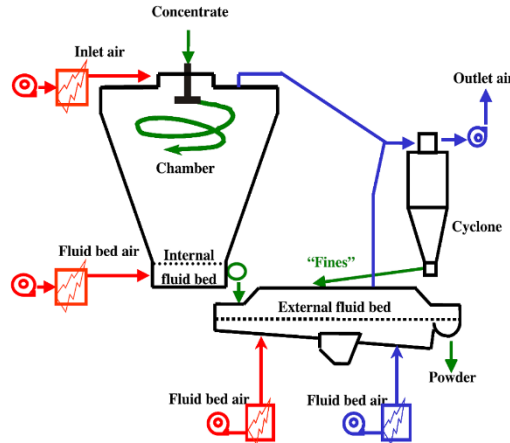 Concentrate
Inlet air
Outlet air
Chamber
Cyclone
Fluid bed air
Internal
fluid bed
“Fines”
External fluid bed
Powder
Fluid bed air
Fluid bed air